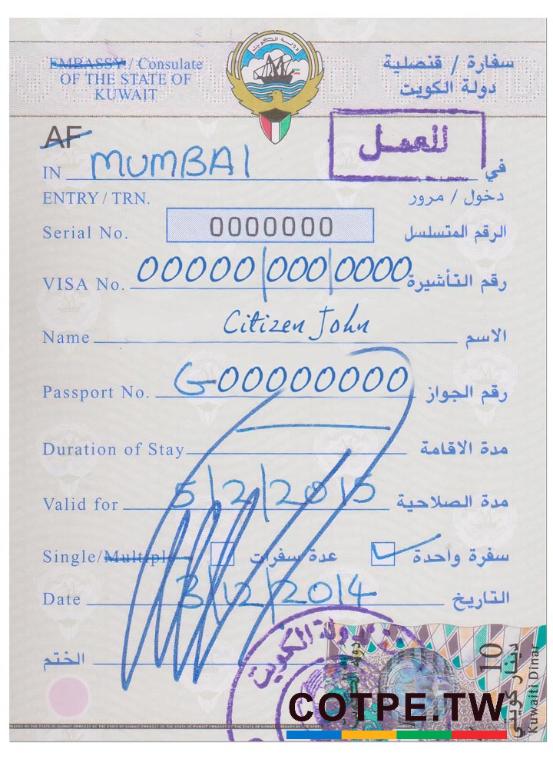 EMBASSY / Consulate
OF THE STATE OF
KUWAIT
سفارة / قنصلية
دولة الكويت
AF
للعمل
IN MUMBAI في
ENTRY / TRN. دخول / مرور
Serial No. 0000000 الرقم المتسلسل
VISA No. 00000/000/0000 رقم التأشيرة
Name Citizen John الاسم
Passport No. G00000000 رقم الجواز
Duration of Stay مدة الاقامة
Valid for 5/2/2015 مدة الصلاحية
Single/Multiple عدة سفرات سفرة واحدة
Date 3/12/2014 التاريخ
الختم
دولة الكويت
10
دينار كويتي
Kuwaiti Dinar
COTPE.TW